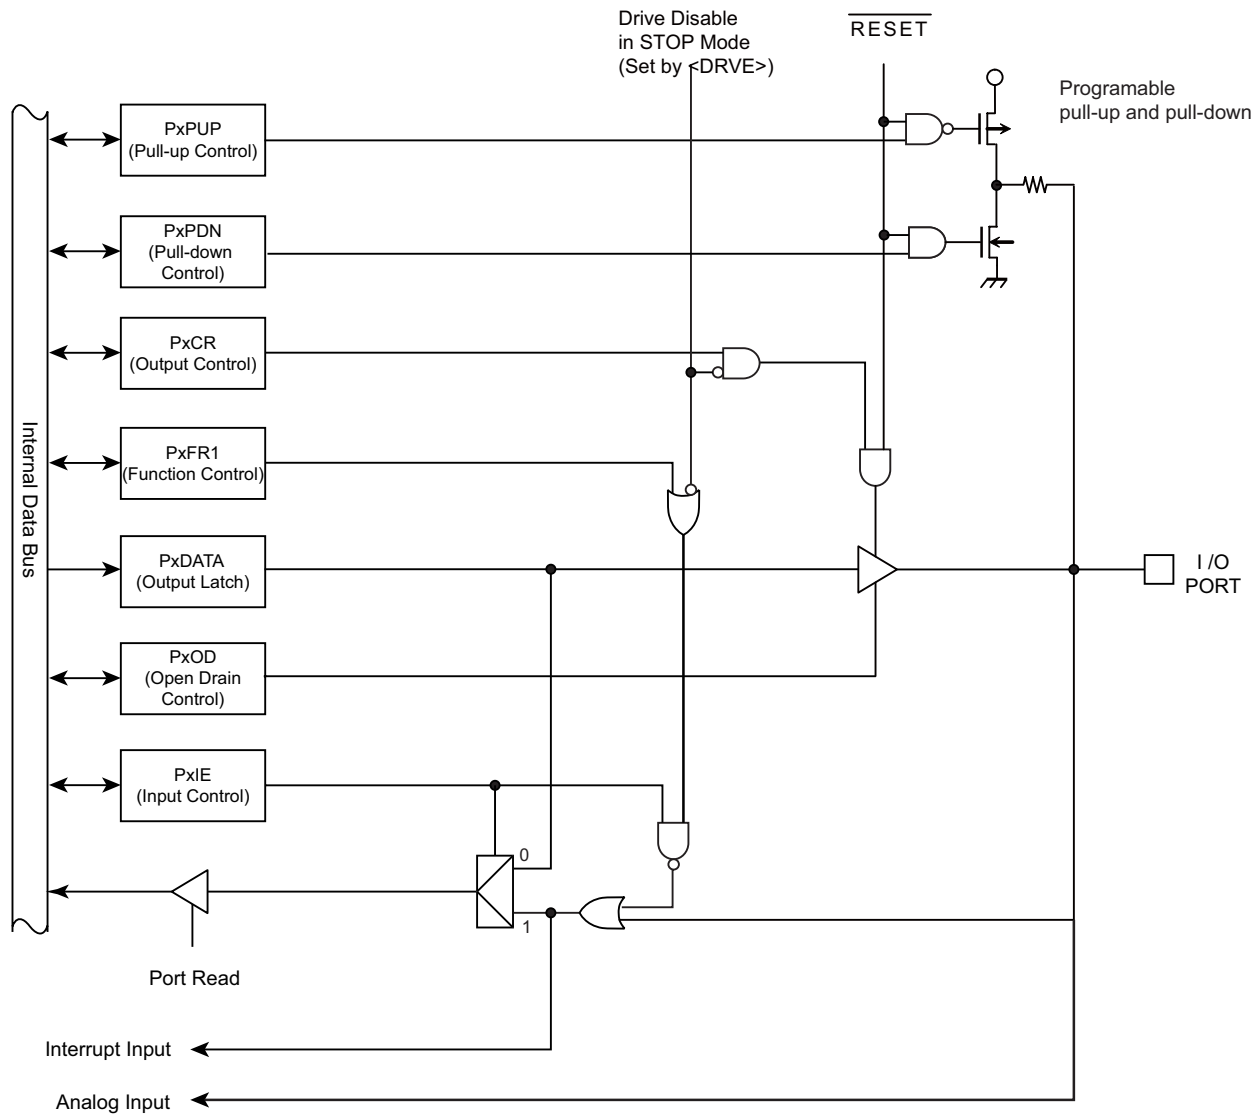 Drive Disable
in STOP Mode
(Set by <DRVE>)
RESET
Programable
pull-up and pull-down
PxPUP
(Pull-up Control)
PxPDN
(Pull-down
Control)
PxCR
(Output Control)
PxFR1
(Function Control)
Internal Data Bus
PxDATA
(Output Latch)
I /O
PORT
PxOD
(Open Drain
Control)
PxIE
(Input Control)
0
1
Port Read
Interrupt Input
Analog Input